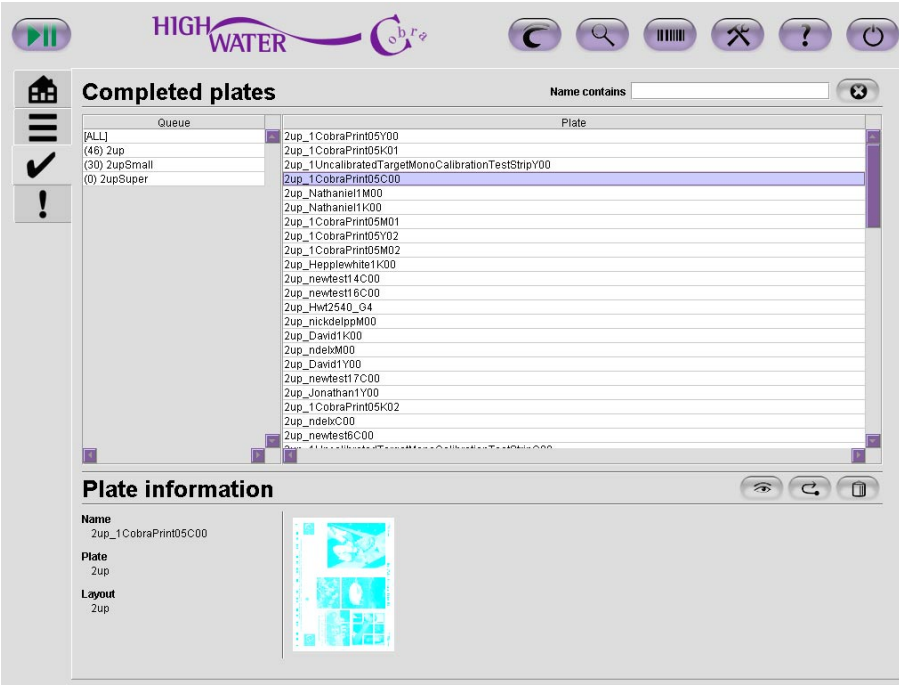 HIGH WATER Cobra
?
Completed plates
Name contains
Queue
Plate
[ALL]
(46) 2up
(30) 2upSmall
(0) 2upSuper
2up_1CobraPrint05Y00
2up_1CobraPrint05K01
2up_1UncalibratedTargetMonoCalibrationTestStripY00
2up_1CobraPrint05C00
2up_Nathaniel1M00
2up_Nathaniel1K00
2up_1CobraPrint05M01
2up_1CobraPrint05Y02
2up_1CobraPrint05M02
2up_Hepplewhite1K00
2up_newtest14C00
2up_newtest16C00
2up_Hwt2540_G4
2up_nickdelppM00
2up_David1K00
2up_ndelxM00
2up_David1Y00
2up_newtest17C00
2up_Jonathan1Y00
2up_1CobraPrint05K02
2up_ndelxC00
2up_newtest6C00
Plate information
Name
2up_1CobraPrint05C00
Plate
2up
Layout
2up